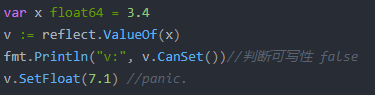 var x float64 = 3.4
v := reflect.ValueOf(x)
fmt.Println("v:", v.CanSet())//判断可写性 false
v.SetFloat(7.1) //panic.